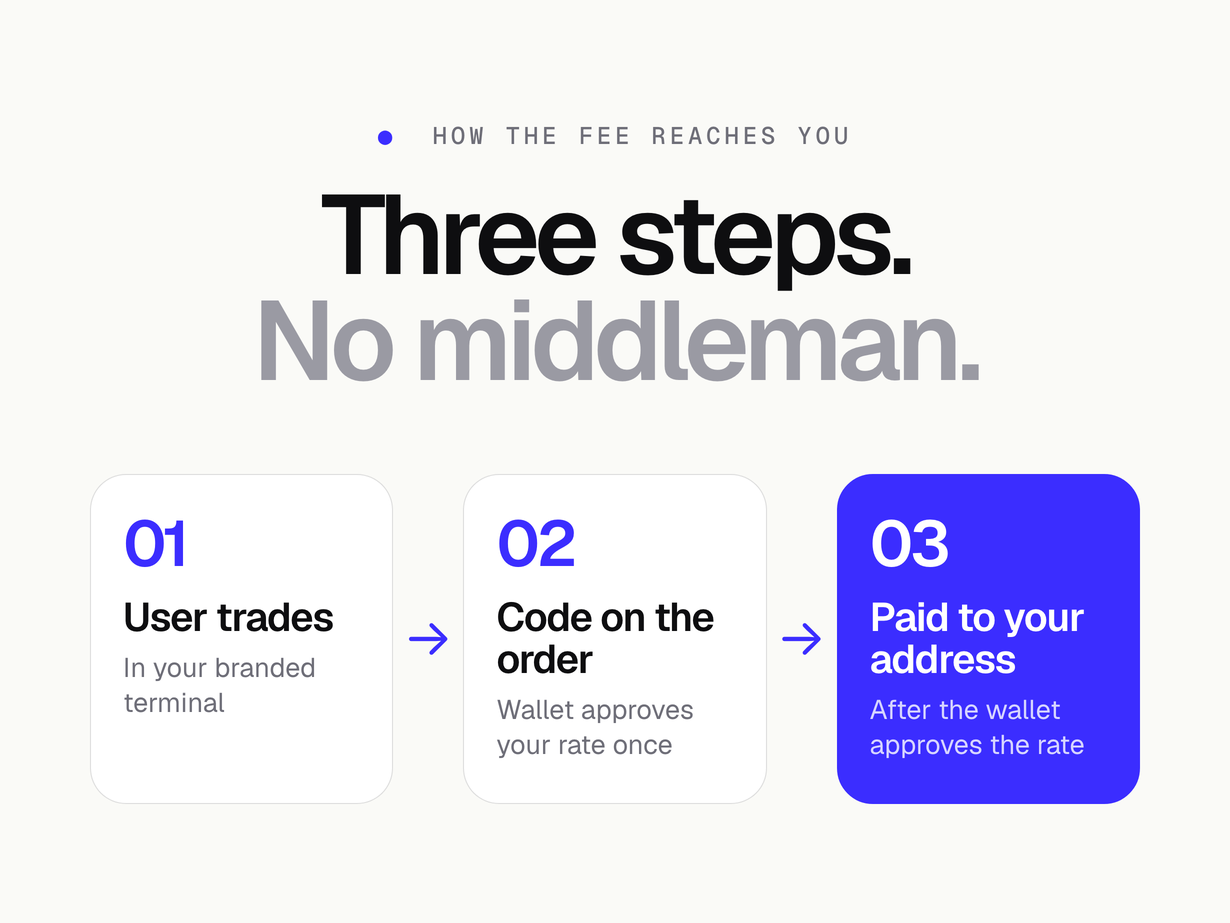 HOW THE FEE REACHES YOU
Three steps.
No middleman.
01
User trades
In your branded
terminal
02
Code on the
order
Wallet approves
your rate once
03
Paid to your
address
After the wallet
approves the rate